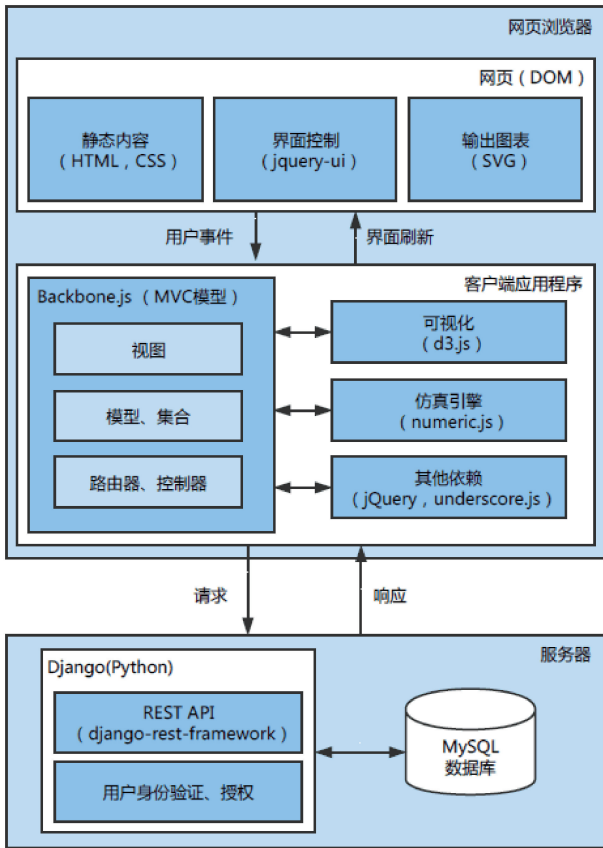 网页浏览器
网页（DOM）
静态内容
（HTML，CSS）
界面控制
（jquery-ui）
输出图表
（SVG）
用户事件
界面刷新
客户端应用程序
Backbone.js （MVC模型）
视图
模型、集合
路由器、控制器
可视化
（d3.js）
仿真引擎
（numeric.js）
其他依赖
（jQuery，underscore.js）
请求
响应
服务器
Django(Python)
REST API
（django-rest-framework）
用户身份验证、授权
MySQL
数据库